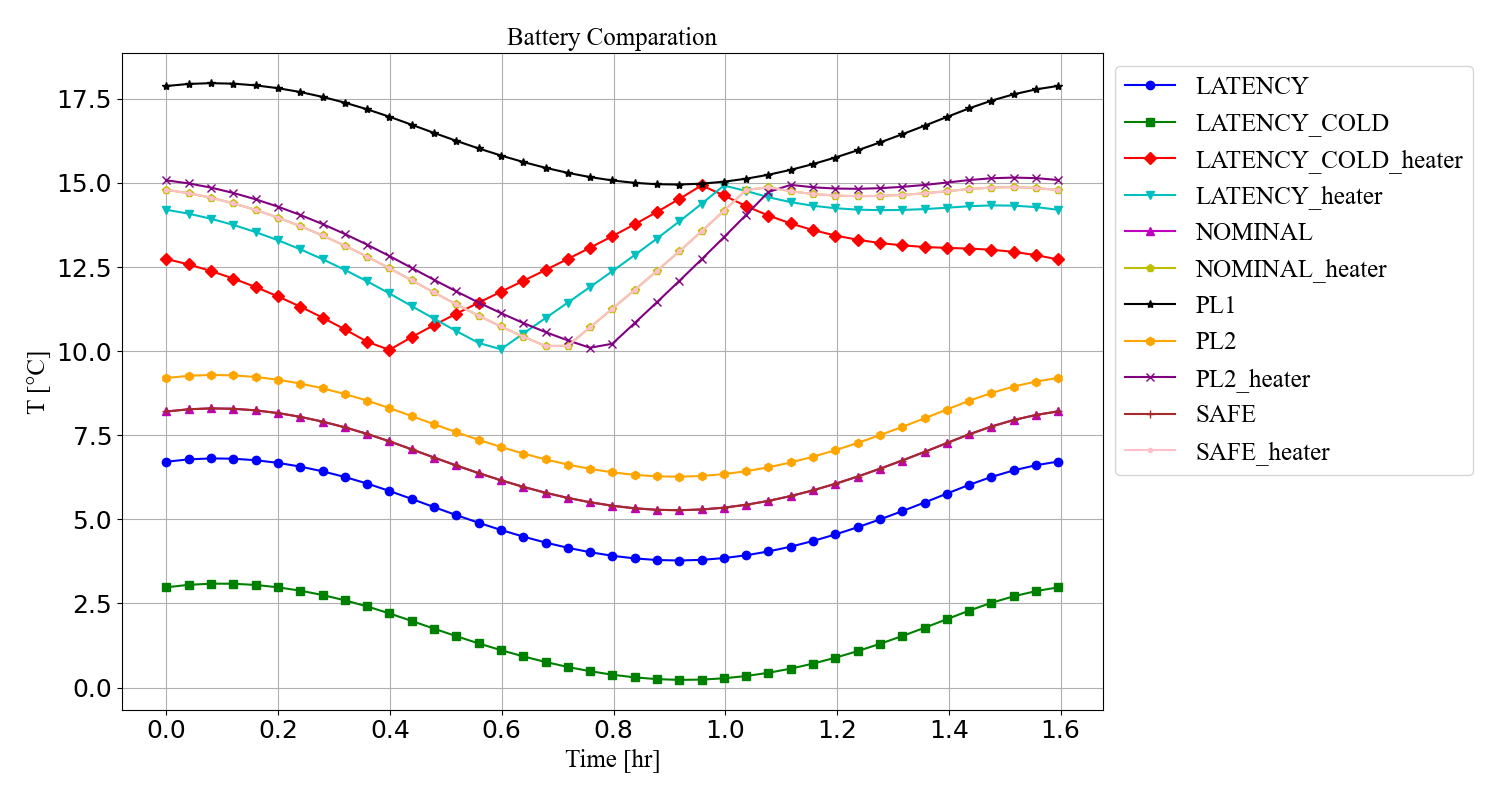 Battery Comparation
T [°C]
17.5
15.0
12.5
10.0
7.5
5.0
2.5
0.0
0.0 0.2 0.4 0.6 0.8 1.0 1.2 1.4 1.6
Time [hr]
LATENCY
LATENCY_COLD
LATENCY_COLD_heater
LATENCY_heater
NOMINAL
NOMINAL_heater
PL1
PL2
PL2_heater
SAFE
SAFE_heater